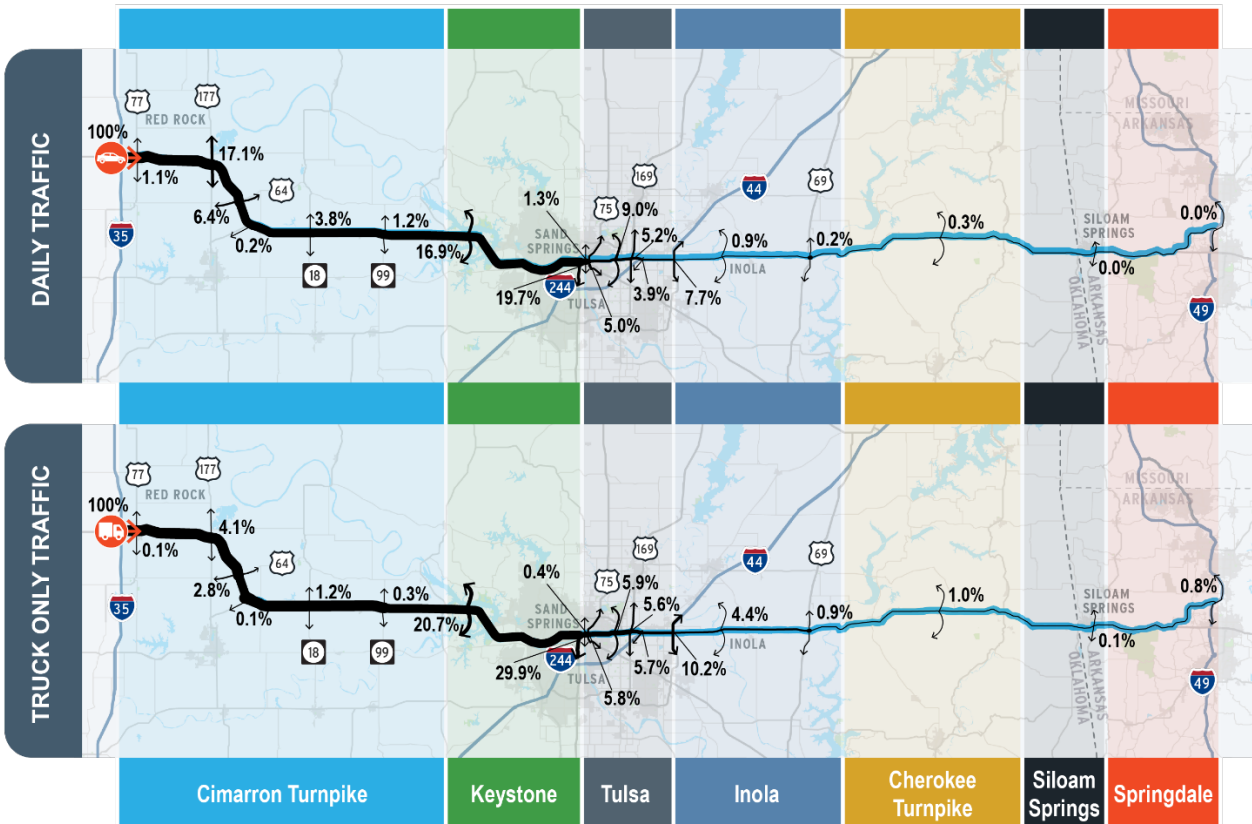 DAILY TRAFFIC
77
177
RED ROCK
100%
17.1%
1.1%
64
6.4%
0.2%
3.8%
1.2%
35
18
99
16.9%
1.3%
169
75
9.0%
SAND
SPRINGS
5.2%
244
TULSA
19.7%
5.0%
3.9%
7.7%
44
69
0.9%
0.2%
INOLA
0.3%
MISSOURI
ARKANSAS
SILOAM
SPRINGS
0.0%
0.0%
ARKANSAS
OKLAHOMA
49
TRUCK ONLY TRAFFIC
77
177
RED ROCK
100%
4.1%
0.1%
64
2.8%
0.1%
1.2%
0.3%
35
18
99
20.7%
0.4%
169
75
5.9%
SAND
SPRINGS
5.6%
244
TULSA
29.9%
5.8%
5.7%
10.2%
44
69
4.4%
0.9%
INOLA
1.0%
MISSOURI
ARKANSAS
SILOAM
SPRINGS
0.1%
0.8%
ARKANSAS
OKLAHOMA
49
Cimarron Turnpike
Keystone
Tulsa
Inola
Cherokee
Turnpike
Siloam
Springs
Springdale